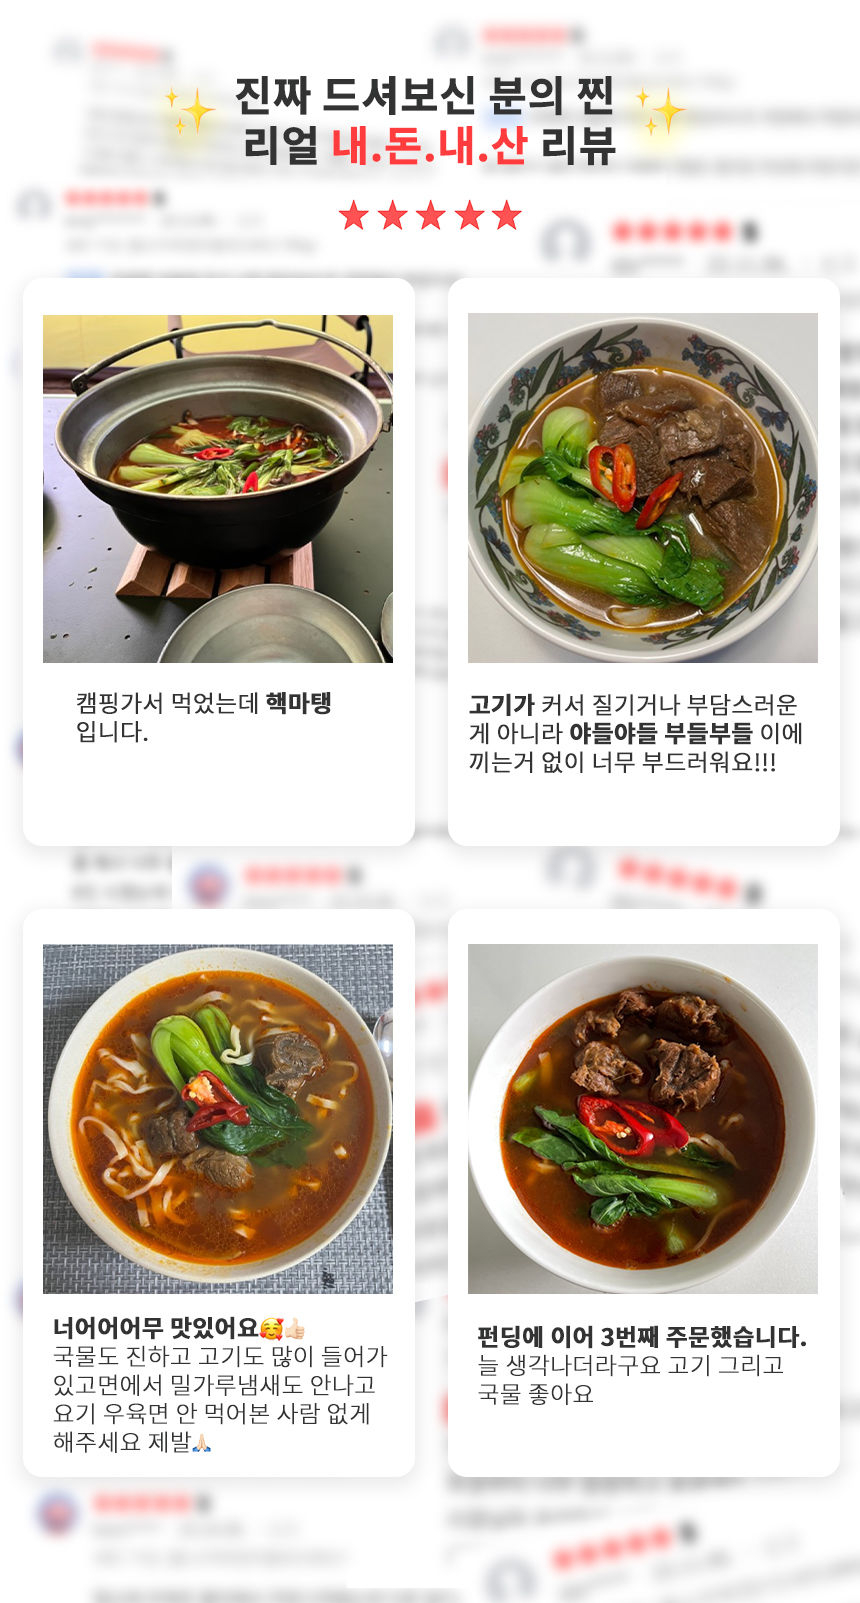 진짜 드셔보신 분의 찐
리얼 내.돈.내.산 리뷰
캠핑가서 먹었는데 핵마탱
입니다.
고기가 커서 질기거나 부담스러운
게 아니라 야들야들 부들부들 이에
끼는거 없이 너무 부드러워요!!!
너어어어무 맛있어요🥰👍🏻
국물도 진하고 고기도 많이 들어가
있고면에서 밀가루냄새도 안나고
요기 우육면 안 먹어본 사람 없게
해주세요 제발🙏🏻
펀딩에 이어 3번째 주문했습니다.
늘 생각나더라구요 고기 그리고
국물 좋아요